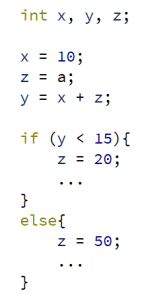 int x, y, z;
x = 10;
z = a;
y = x + z;
if (y < 15){
z = 20;
...
}
else{
z = 50;
...
}